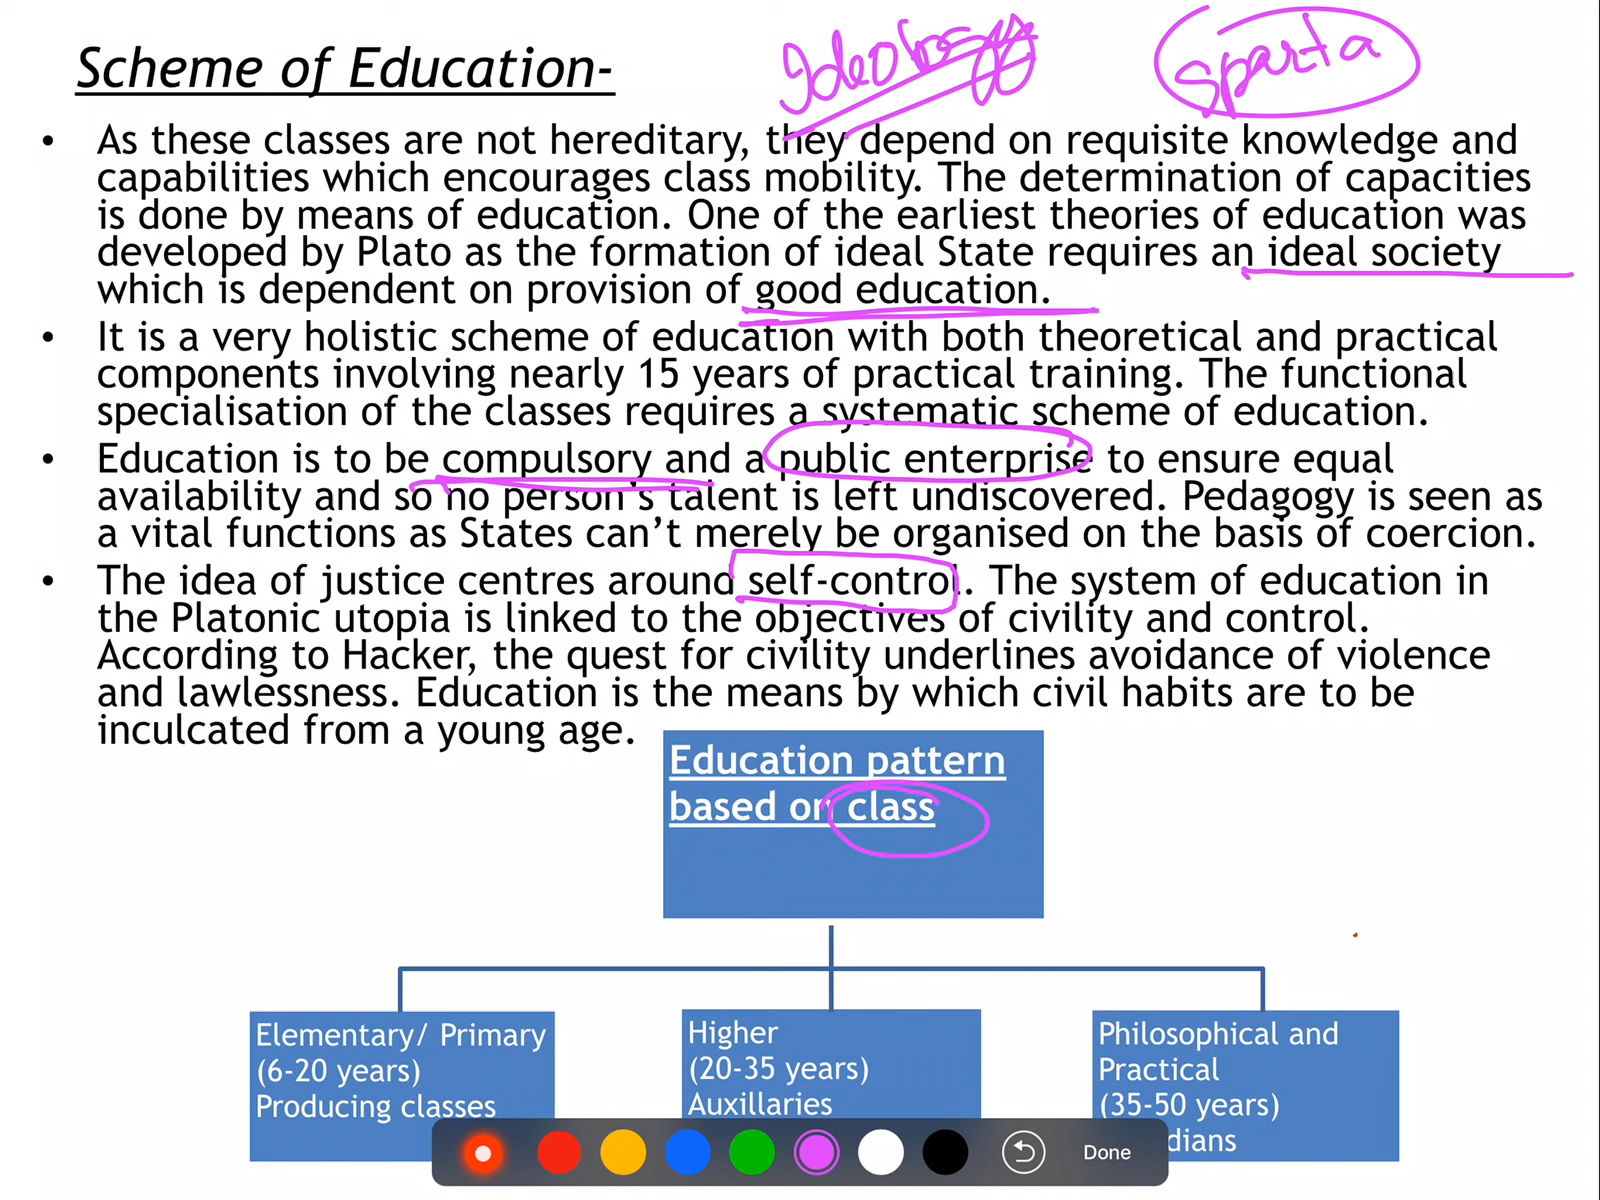 Scheme of Education-
Ideology
Sparta
• As these classes are not hereditary, they depend on requisite knowledge and
capabilities which encourages class mobility. The determination of capacities
is done by means of education. One of the earliest theories of education was
developed by Plato as the formation of ideal State requires an ideal society
which is dependent on provision of good education.
• It is a very holistic scheme of education with both theoretical and practical
components involving nearly 15 years of practical training. The functional
specialisation of the classes requires a systematic scheme of education.
• Education is to be compulsory and a public enterprise to ensure equal
availability and so no person's talent is left undiscovered. Pedagogy is seen as
a vital functions as States can't merely be organised on the basis of coercion.
• The idea of justice centres around self-control. The system of education in
the Platonic utopia is linked to the objectives of civility and control.
According to Hacker, the quest for civility underlines avoidance of violence
and lawlessness. Education is the means by which civil habits are to be
inculcated from a young age.
Education pattern
based on class
Elementary/ Primary
(6-20 years)
Producing classes
Higher
(20-35 years)
Auxillaries
Philosophical and
Practical
(35-50 years)
dians
Done